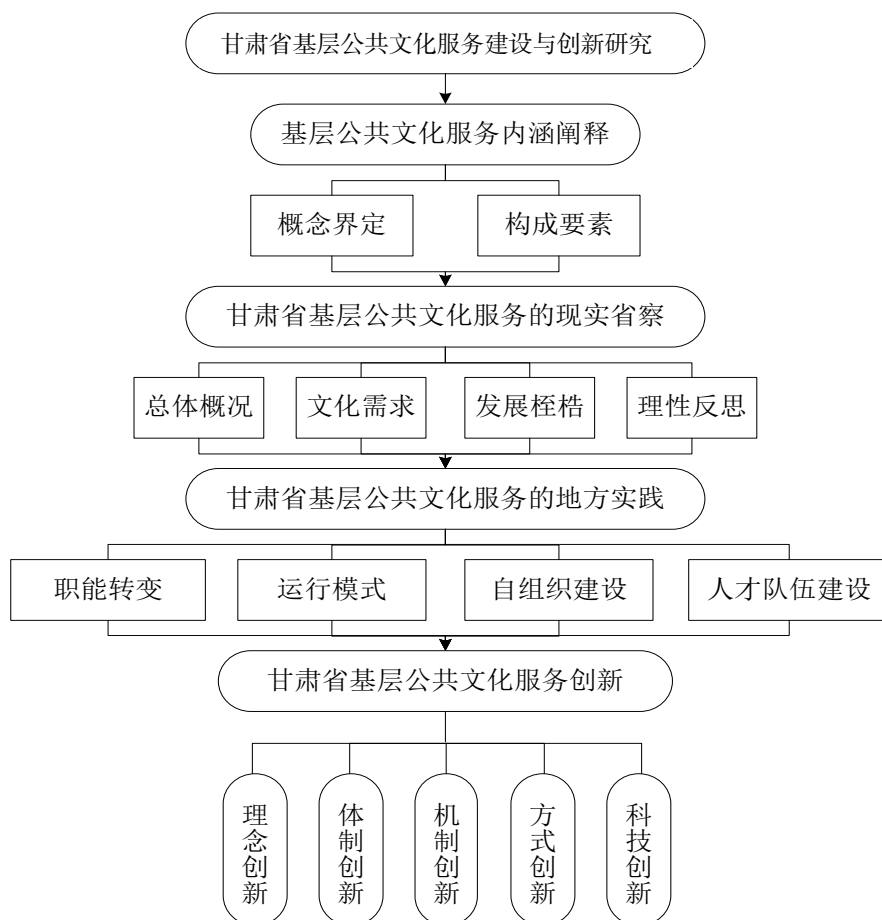 甘肃省基层公共文化服务建设与创新研究
基层公共文化服务内涵阐释
概念界定
构成要素
甘肃省基层公共文化服务的现实省察
总体概况
文化需求
发展桎梏
理性反思
甘肃省基层公共文化服务的地方实践
职能转变
运行模式
自组织建设
人才队伍建设
甘肃省基层公共文化服务创新
理念创新
体制创新
机制创新
方式创新
科技创新